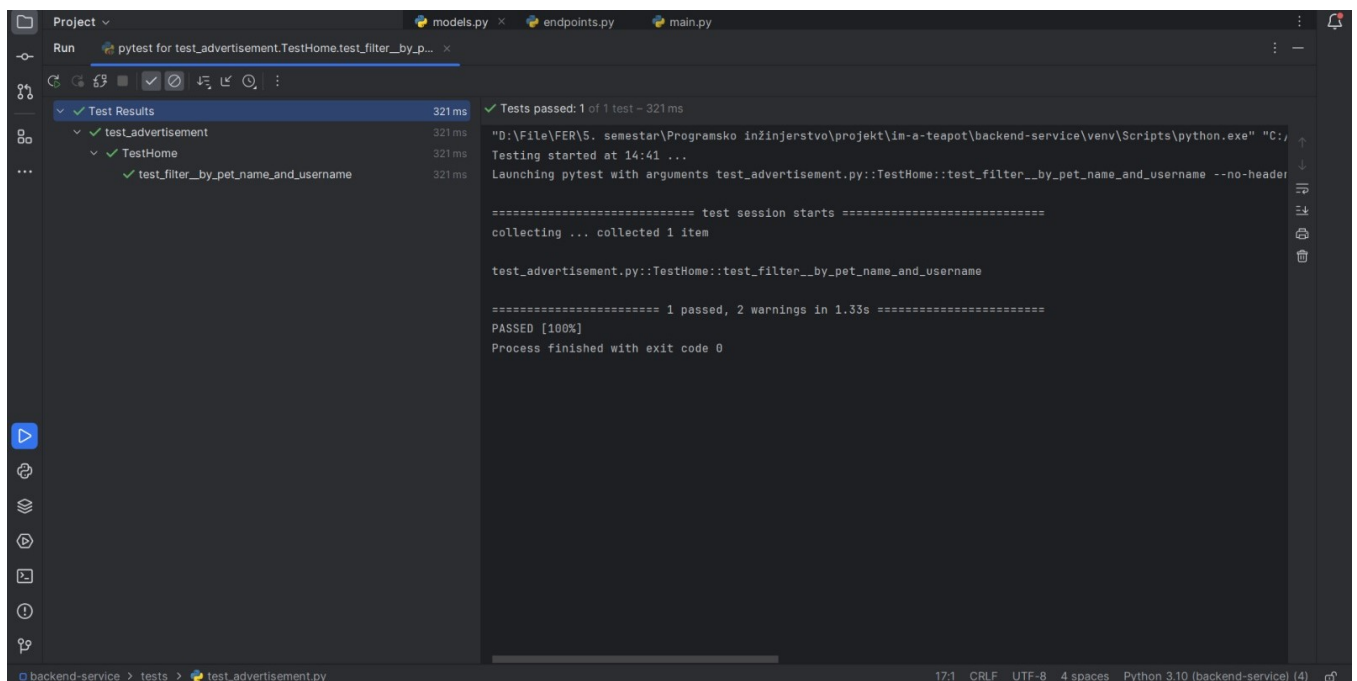 Project
models.py
endpoints.py
main.py
Run
pytest for test_advertisement.TestHome.test_filter__by_p...
Test Results 321 ms
test_advertisement 321 ms
TestHome 321 ms
test_filter__by_pet_name_and_username 321 ms
Tests passed: 1 of 1 test – 321 ms
"D:\File\FER\5. semestar\Programsko inžinjerstvo\projekt\im-a-teapot\backend-service\venv\Scripts\python.exe" "C:/
Testing started at 14:41 ...
Launching pytest with arguments test_advertisement.py::TestHome::test_filter__by_pet_name_and_username --no-header
============================= test session starts =============================
collecting ... collected 1 item
test_advertisement.py::TestHome::test_filter__by_pet_name_and_username
======================== 1 passed, 2 warnings in 1.33s ========================
PASSED [100%]
Process finished with exit code 0
backend-service > tests > test_advertisement.py
17:1 CRLF UTF-8 4 spaces Python 3.10 (backend-service) (4)